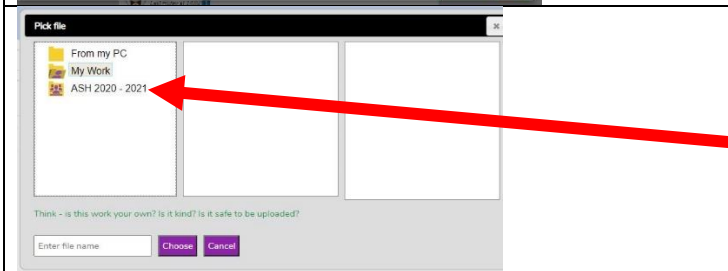 Pick file
×
From my PC
My Work
ASH 2020 - 2021
Think - is this work your own? Is it kind? Is it safe to be uploaded?
Enter file name
Choose
Cancel